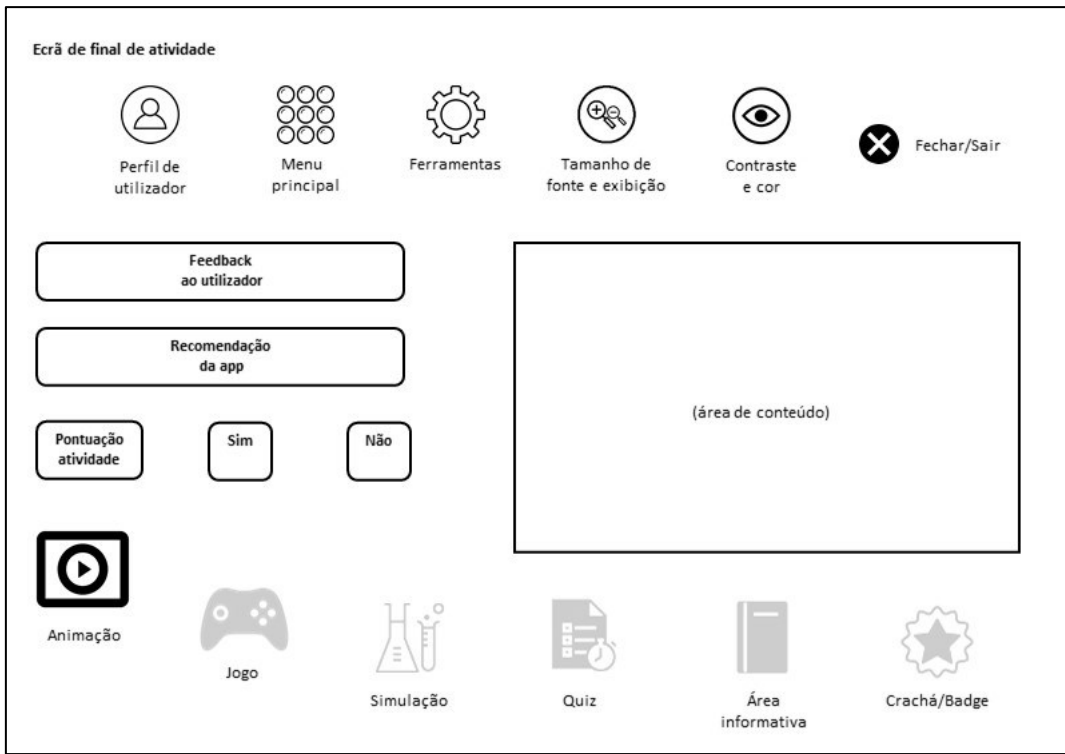 Ecrã de final de atividade
Perfil de
utilizador
Menu
principal
Ferramentas
Tamanho de
fonte e exibição
Contraste
e cor
Fechar/Sair
Feedback
ao utilizador
Recomendação
da app
(área de conteúdo)
Pontuação
atividade
Sim
Não
Animação
Jogo
Simulação
Quiz
Área
informativa
Crachá/Badge